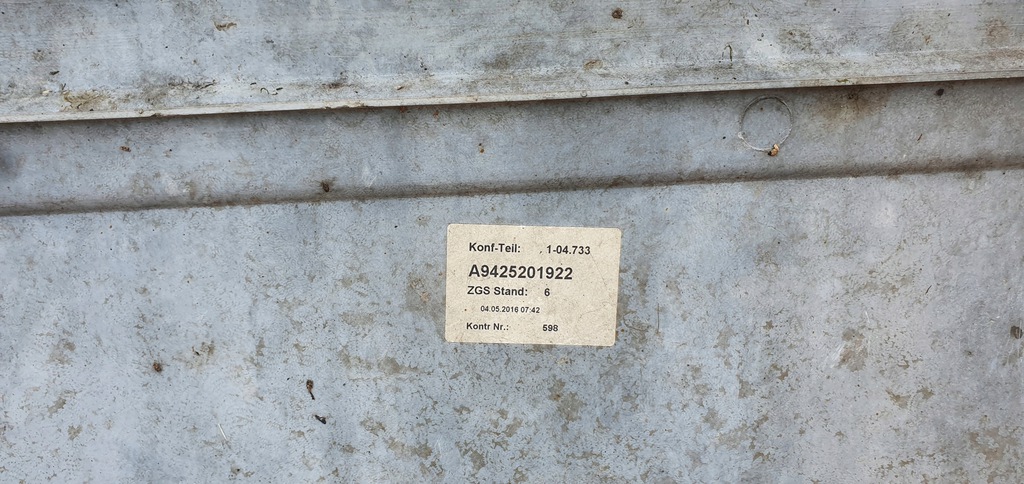 Konf-Teil: 1-04.733
A9425201922
ZGS Stand: 6
04.05.2016 07:42
Kontr Nr.: 598